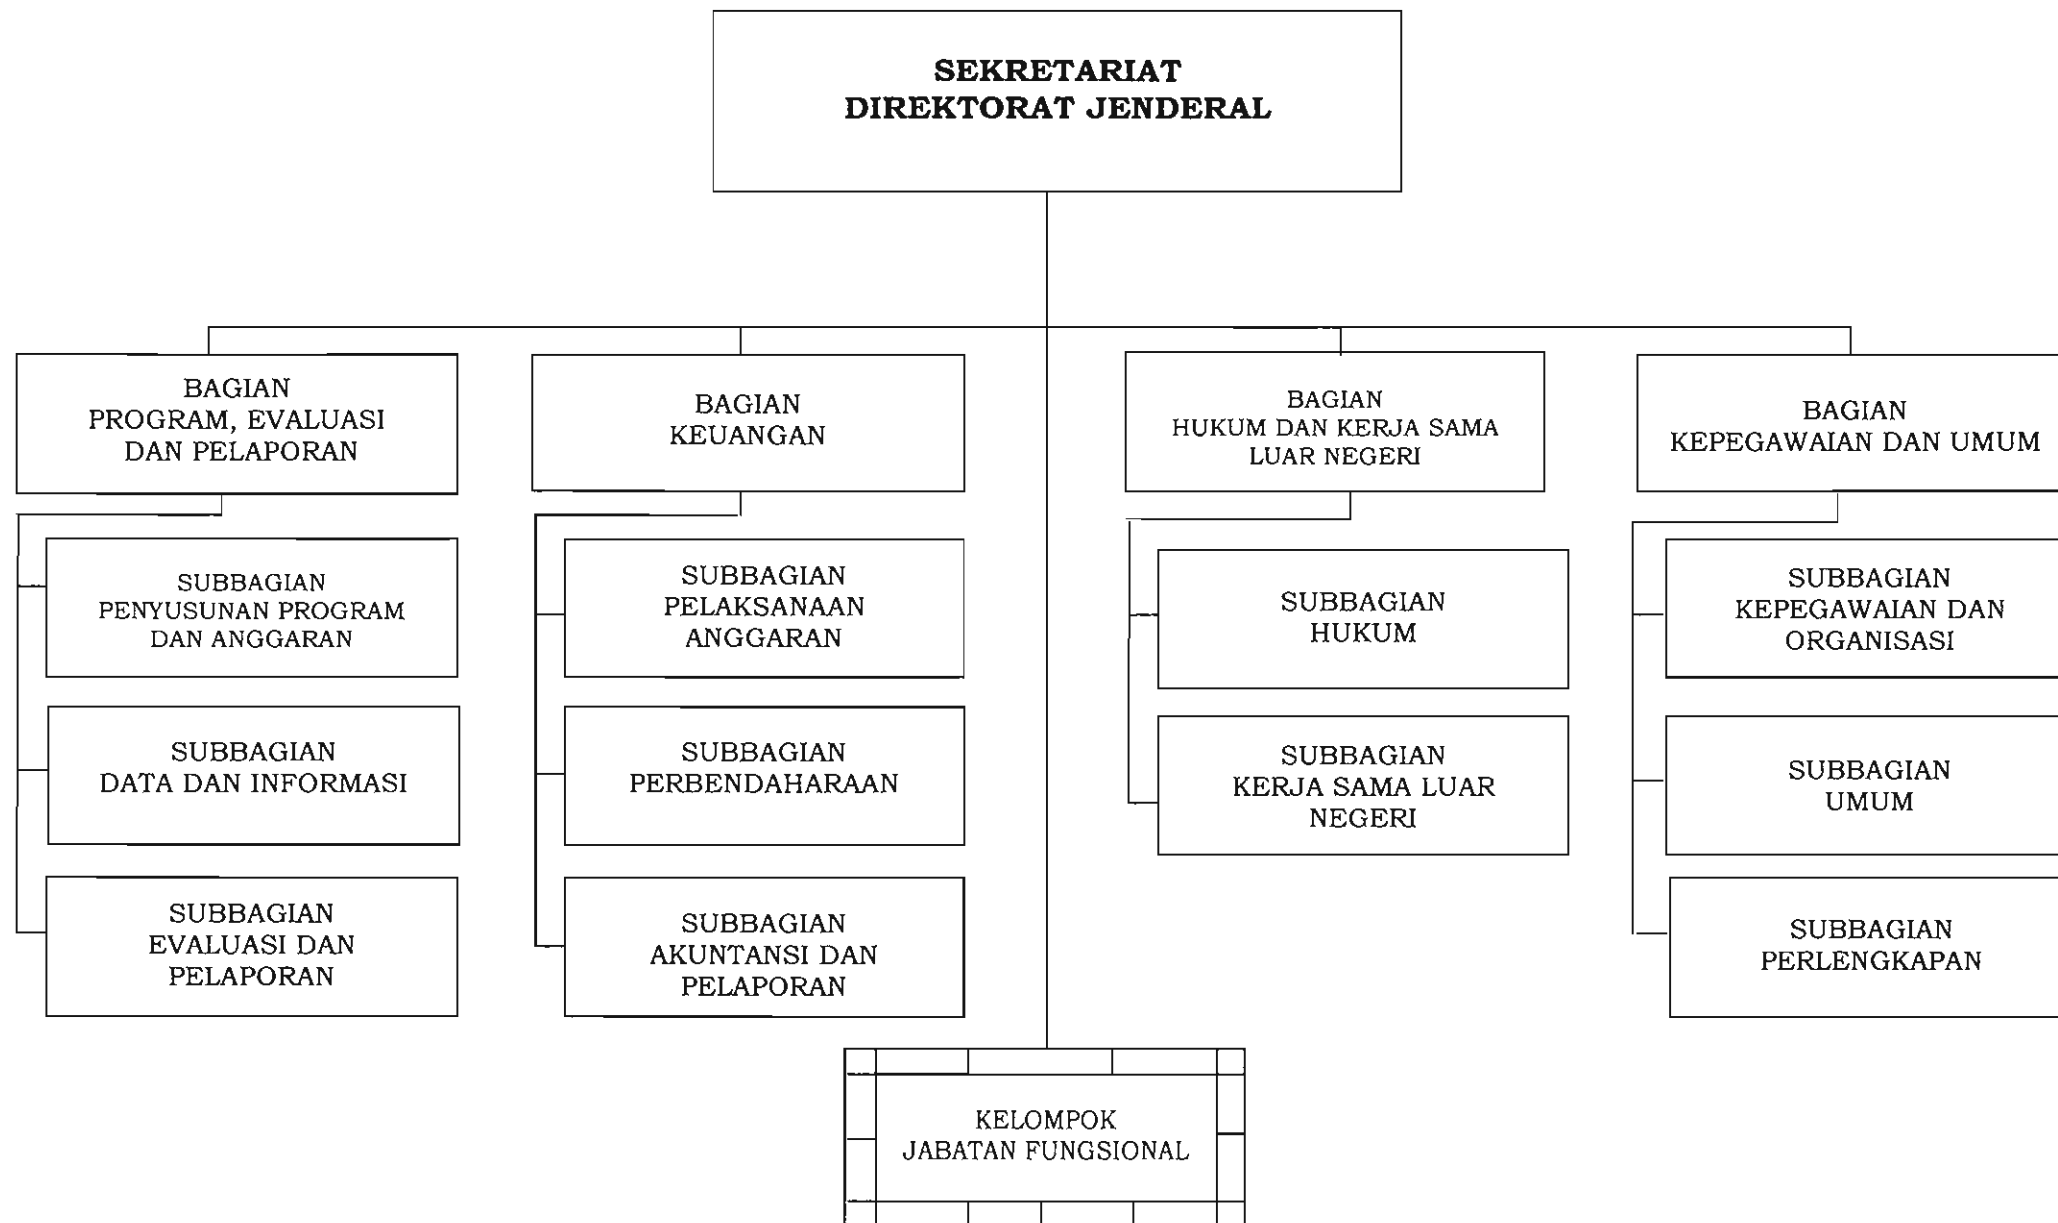 SEKRETARIAT
DIREKTORAT JENDERAL
BAGIAN
PROGRAM, EVALUASI
DAN PELAPORAN
BAGIAN
KEUANGAN
BAGIAN
HUKUM DAN KERJA SAMA
LUAR NEGERI
BAGIAN
KEPEGAWAIAN DAN UMUM
SUBBAGIAN
PENYUSUNAN PROGRAM
DAN ANGGARAN
SUBBAGIAN
PELAKSANAAN
ANGGARAN
SUBBAGIAN
HUKUM
SUBBAGIAN
KEPEGAWAIAN DAN
ORGANISASI
SUBBAGIAN
DATA DAN INFORMASI
SUBBAGIAN
PERBENDAHARAAN
SUBBAGIAN
KERJA SAMA LUAR
NEGERI
SUBBAGIAN
UMUM
SUBBAGIAN
EVALUASI DAN
PELAPORAN
SUBBAGIAN
AKUNTANSI DAN
PELAPORAN
SUBBAGIAN
PERLENGKAPAN
KELOMPOK
JABATAN FUNGSIONAL